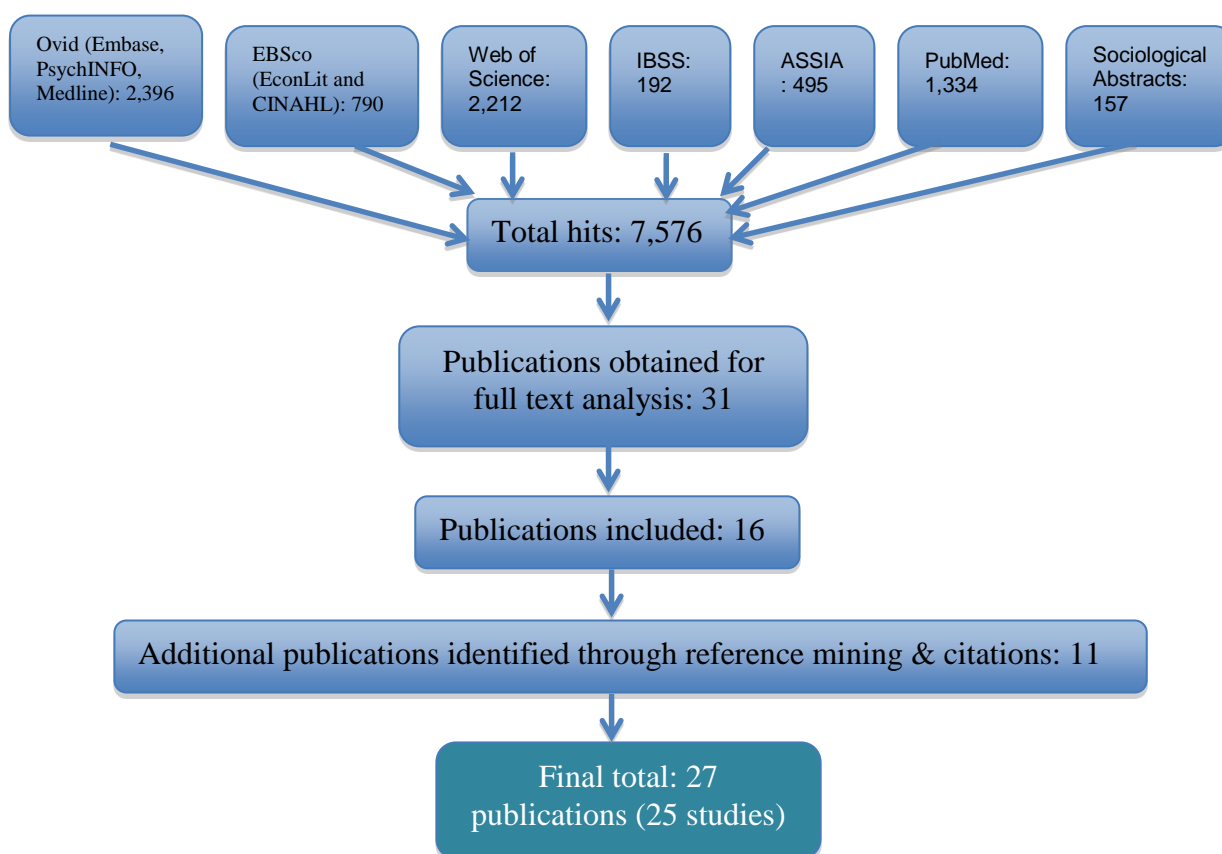 Ovid (Embase,
PsychINFO,
Medline): 2,396
EBSco
(EconLit and
CINAHL): 790
Web of
Science:
2,212
IBSS:
192
ASSIA
: 495
PubMed:
1,334
Sociological
Abstracts:
157
Total hits: 7,576
Publications obtained for
full text analysis: 31
Publications included: 16
Additional publications identified through reference mining & citations: 11
Final total: 27
publications (25 studies)